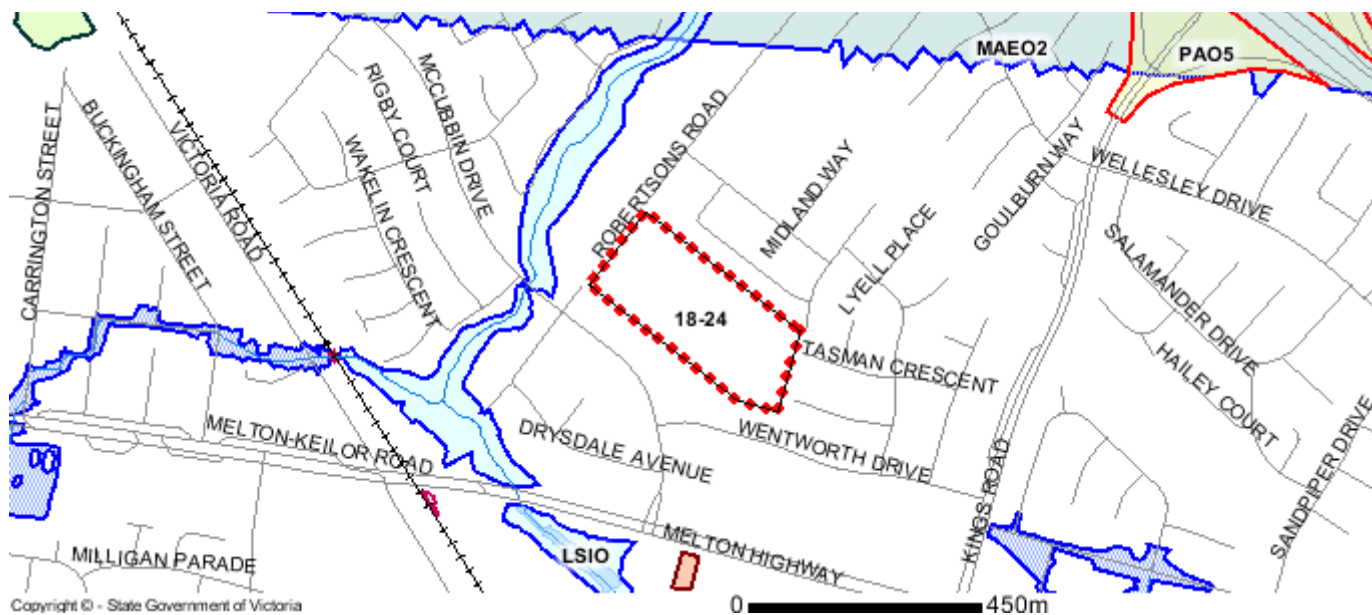 MAEO2
PAO5
CARRINGTON STREET
BUCKINGHAM STREET
VICTORIA ROAD
RIGBY COURT
MCCUBBIN DRIVE
WAKELIN CRESCENT
ROBERTSONS ROAD
MIDLAND WAY
LYELL PLACE
GOULBURN WAY
WELLESLEY DRIVE
SALAMANDER DRIVE
HAILEY COURT
SANDPIPER DRIVE
18-24
TASMAN CRESCENT
WENTWORTH DRIVE
DRYSDALE AVENUE
MELTON-KEILOR ROAD
KINGS ROAD
MELTON HIGHWAY
LSIO
MILLIGAN PARADE
Copyright © - State Government of Victoria
0 450m